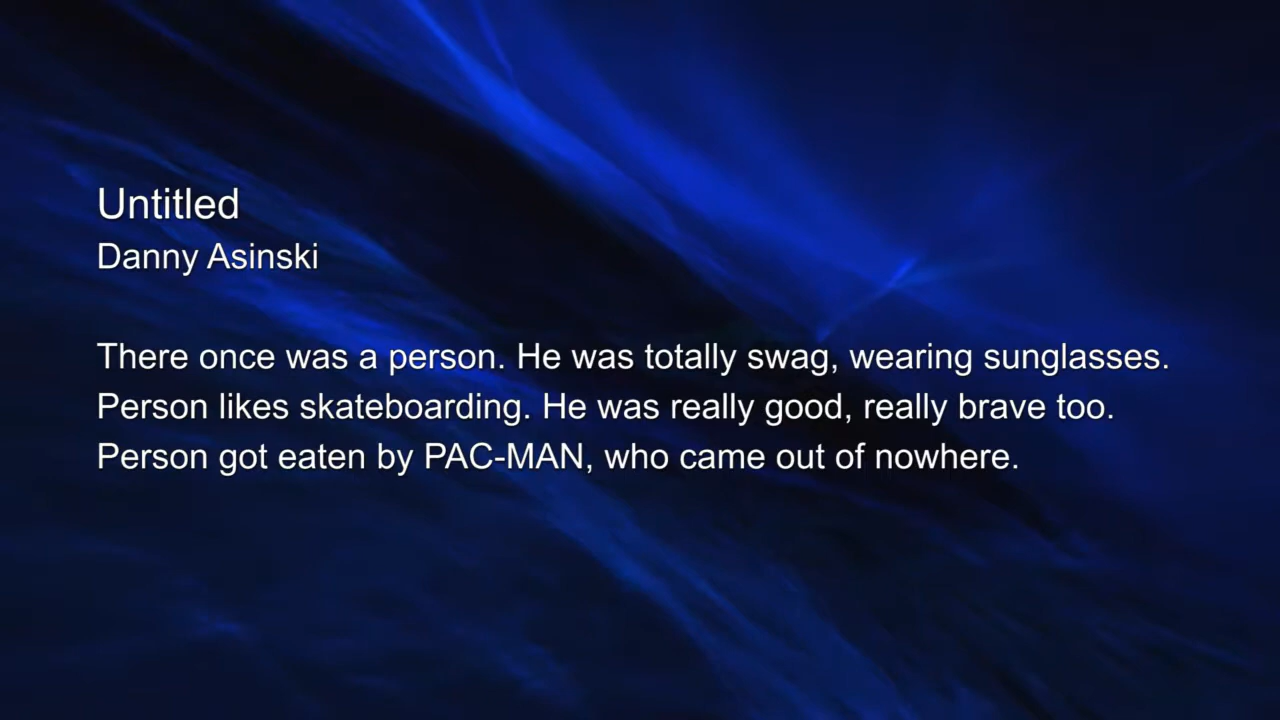 Untitled
Danny Asinski
There once was a person. He was totally swag, wearing sunglasses.
Person likes skateboarding. He was really good, really brave too.
Person got eaten by PAC-MAN, who came out of nowhere.